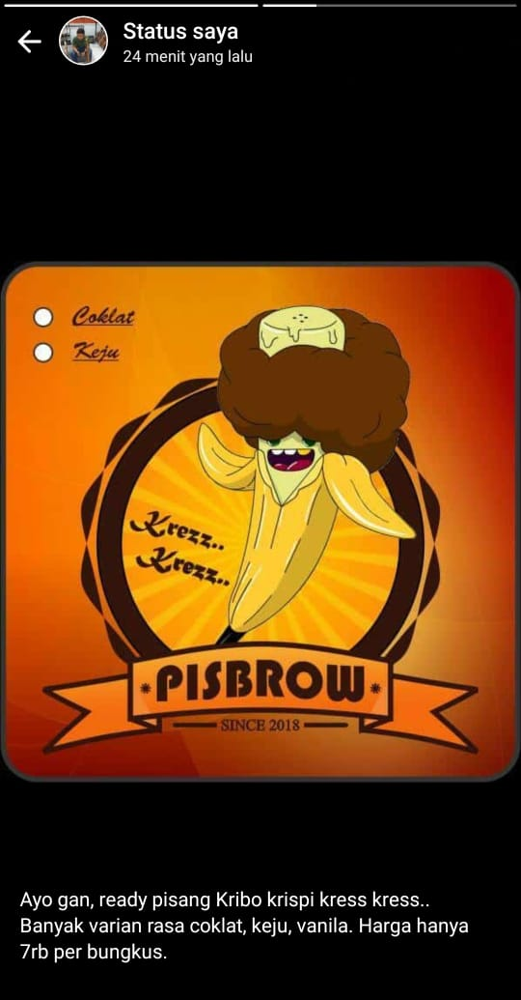 Status saya
24 menit yang lalu
Coklat
Keju
Krezz..
Krezz..
PISBROW
SINCE 2018
Ayo gan, ready pisang Kribo krispi kress kress..
Banyak varian rasa coklat, keju, vanila. Harga hanya
7rb per bungkus.